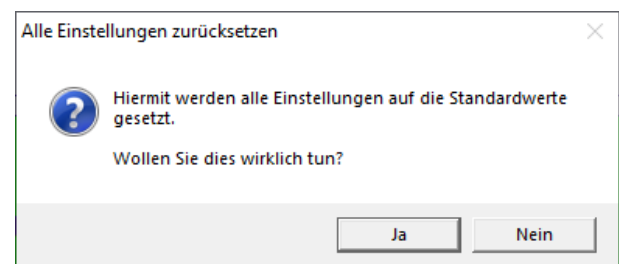 Alle Einstellungen zurücksetzen
Hiermit werden alle Einstellungen auf die Standardwerte
gesetzt.
Wollen Sie dies wirklich tun?
Ja
Nein